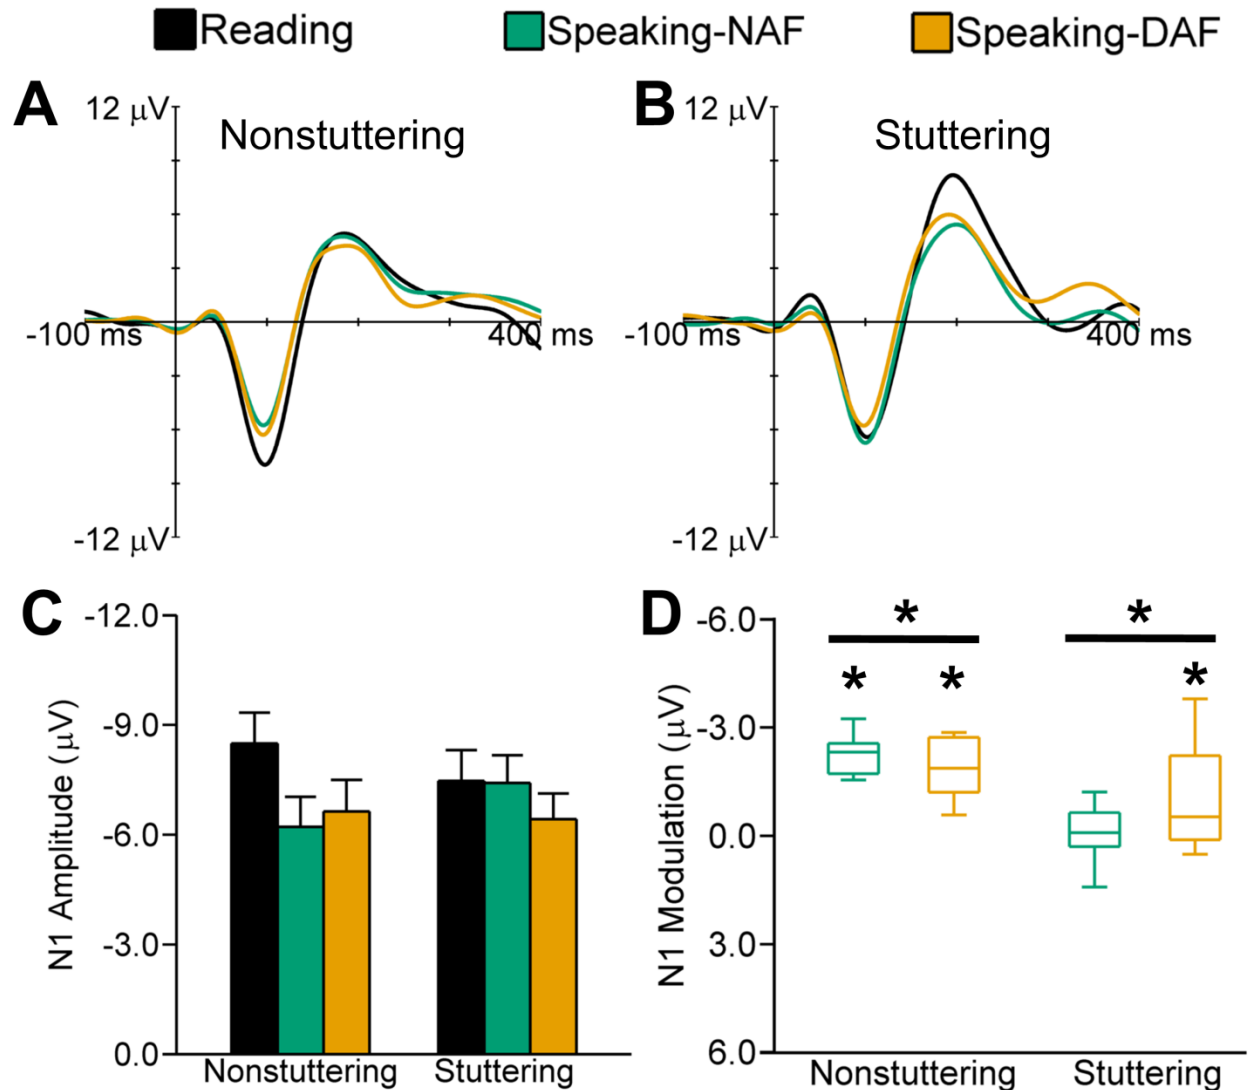 Reading Speaking-NAF Speaking-DAF
A 12 μV Nonstuttering
-100 ms 400 ms
-12 μV
B 12 μV Stuttering
-100 ms 400 ms
-12 μV
C
N1 Amplitude (μV)
-12.0
-9.0
-6.0
-3.0
0.0
Nonstuttering Stuttering
D
N1 Modulation (μV)
-6.0
-3.0
0.0
3.0
6.0
* *
* * *
Nonstuttering Stuttering